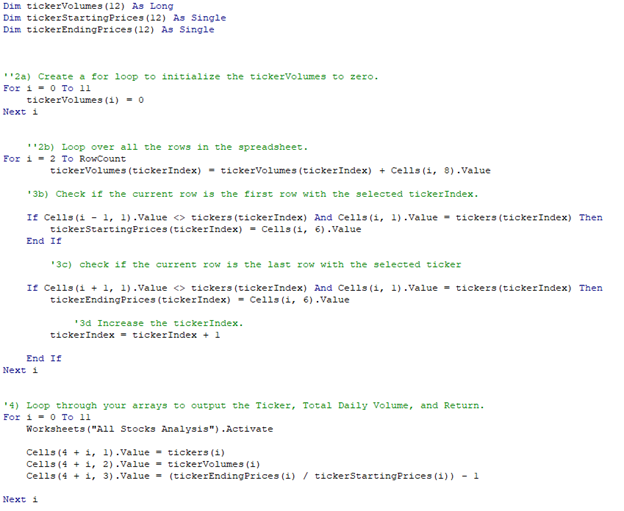 Dim tickerVolumes(12) As Long
Dim tickerStartingPrices(12) As Single
Dim tickerEndingPrices(12) As Single
''2a) Create a for loop to initialize the tickerVolumes to zero.
For i = 0 To 11
tickerVolumes(i) = 0
Next i
''2b) Loop over all the rows in the spreadsheet.
For i = 2 To RowCount
tickerVolumes(tickerIndex) = tickerVolumes(tickerIndex) + Cells(i, 8).Value
'3b) Check if the current row is the first row with the selected tickerIndex.
If Cells(i - 1, 1).Value <> tickers(tickerIndex) And Cells(i, 1).Value = tickers(tickerIndex) Then
tickerStartingPrices(tickerIndex) = Cells(i, 6).Value
End If
'3c) check if the current row is the last row with the selected ticker
If Cells(i + 1, 1).Value <> tickers(tickerIndex) And Cells(i, 1).Value = tickers(tickerIndex) Then
tickerEndingPrices(tickerIndex) = Cells(i, 6).Value
'3d Increase the tickerIndex.
tickerIndex = tickerIndex + 1
End If
Next i
'4) Loop through your arrays to output the Ticker, Total Daily Volume, and Return.
For i = 0 To 11
Worksheets("All Stocks Analysis").Activate
Cells(4 + i, 1).Value = tickers(i)
Cells(4 + i, 2).Value = tickerVolumes(i)
Cells(4 + i, 3).Value = (tickerEndingPrices(i) / tickerStartingPrices(i)) - 1
Next i